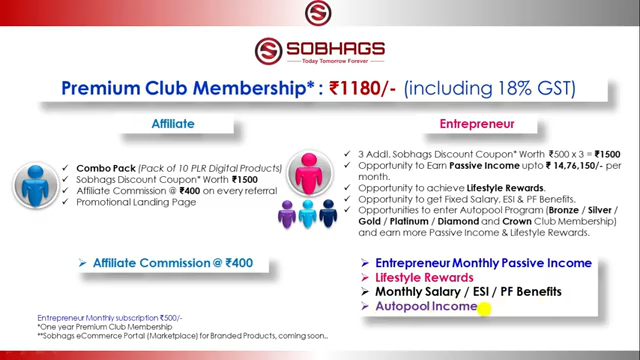 SOBHAGS
Today Tomorrow Forever
Premium Club Membership* : ₹1180/- (including 18% GST)
Affiliate
✓ Combo Pack (Pack of 10 PLR Digital Products)
✓ Sobhags Discount Coupon* Worth ₹1500
✓ Affiliate Commission @ ₹400 on every referral
✓ Promotional Landing Page
➢ Affiliate Commission @ ₹400
Entrepreneur
✓ 3 Addl. Sobhags Discount Coupon* Worth ₹500 x 3 = ₹1500
✓ Opportunity to Earn Passive Income upto ₹ 14,76,150/- per
month.
✓ Opportunity to achieve Lifestyle Rewards.
✓ Opportunity to get Fixed Salary, ESI & PF Benefits.
✓ Opportunities to enter Autopool Program (Bronze / Silver /
Gold / Platinum / Diamond and Crown Club Membership)
and earn more Passive Income & Lifestyle Rewards.
➢ Entrepreneur Monthly Passive Income
➢ Lifestyle Rewards
➢ Monthly Salary / ESI / PF Benefits
➢ Autopool Income
Entrepreneur Monthly subscription ₹500/-
*One year Premium Club Membership
**Sobhags eCommerce Portal (Marketplace) for Branded Products, coming soon..